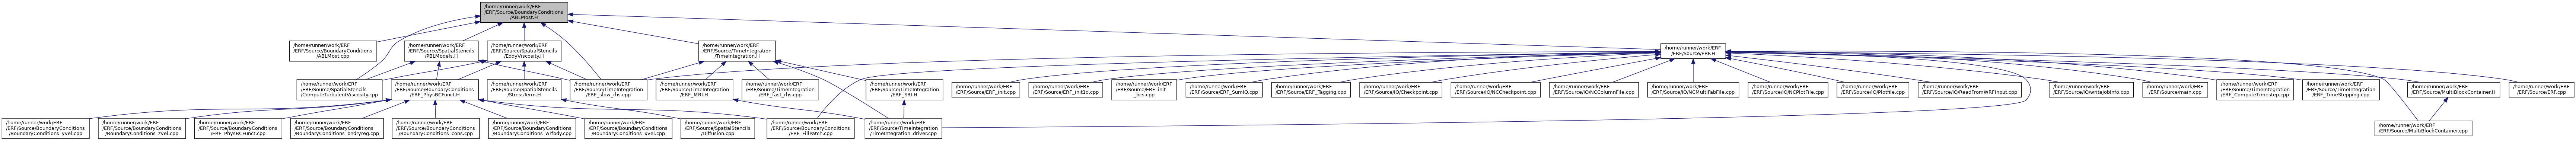 /home/runner/work/ERF
/ERF/Source/BoundaryConditions
/ABLMost.H
/home/runner/work/ERF
/ERF/Source/BoundaryConditions
/ABLMost.cpp
/home/runner/work/ERF
/ERF/Source/SpatialStencils
/PBLModels.H
/home/runner/work/ERF
/ERF/Source/SpatialStencils
/EddyViscosity.H
/home/runner/work/ERF
/ERF/Source/TimeIntegration
/TimeIntegration.H
/home/runner/work/ERF
/ERF/Source/ERF.H
/home/runner/work/ERF
/ERF/Source/SpatialStencils
/ComputeTurbulentViscosity.cpp
/home/runner/work/ERF
/ERF/Source/BoundaryConditions
/ERF_PhysBCFunct.H
/home/runner/work/ERF
/ERF/Source/SpatialStencils
/StressTerm.H
/home/runner/work/ERF
/ERF/Source/TimeIntegration
/ERF_slow_rhs.cpp
/home/runner/work/ERF
/ERF/Source/TimeIntegration
/ERF_MRI.H
/home/runner/work/ERF
/ERF/Source/TimeIntegration
/ERF_fast_rhs.cpp
/home/runner/work/ERF
/ERF/Source/TimeIntegration
/ERF_SRI.H
/home/runner/work/ERF
/ERF/Source/ERF_init.cpp
/home/runner/work/ERF
/ERF/Source/ERF_init1d.cpp
/home/runner/work/ERF
/ERF/Source/ERF_init
_bcs.cpp
/home/runner/work/ERF
/ERF/Source/ERF_SumIQ.cpp
/home/runner/work/ERF
/ERF/Source/ERF_Tagging.cpp
/home/runner/work/ERF
/ERF/Source/IO/Checkpoint.cpp
/home/runner/work/ERF
/ERF/Source/IO/NCCheckpoint.cpp
/home/runner/work/ERF
/ERF/Source/IO/NCColumnFile.cpp
/home/runner/work/ERF
/ERF/Source/IO/NCMultiFabFile.cpp
/home/runner/work/ERF
/ERF/Source/IO/NCPlotFile.cpp
/home/runner/work/ERF
/ERF/Source/IO/Plotfile.cpp
/home/runner/work/ERF
/ERF/Source/IO/ReadFromWRFInput.cpp
/home/runner/work/ERF
/ERF/Source/IO/writeJobInfo.cpp
/home/runner/work/ERF
/ERF/Source/main.cpp
/home/runner/work/ERF
/ERF/Source/TimeIntegration
/ERF_ComputeTimestep.cpp
/home/runner/work/ERF
/ERF/Source/TimeIntegration
/ERF_TimeStepping.cpp
/home/runner/work/ERF
/ERF/Source/MultiBlockContainer.H
/home/runner/work/ERF
/ERF/Source/ERF.cpp
/home/runner/work/ERF
/ERF/Source/BoundaryConditions
/BoundaryConditions_yvel.cpp
/home/runner/work/ERF
/ERF/Source/BoundaryConditions
/BoundaryConditions_zvel.cpp
/home/runner/work/ERF
/ERF/Source/BoundaryConditions
/ERF_PhysBCFunct.cpp
/home/runner/work/ERF
/ERF/Source/BoundaryConditions
/BoundaryConditions_bndryreg.cpp
/home/runner/work/ERF
/ERF/Source/BoundaryConditions
/BoundaryConditions_cons.cpp
/home/runner/work/ERF
/ERF/Source/BoundaryConditions
/BoundaryConditions_wrfbdy.cpp
/home/runner/work/ERF
/ERF/Source/BoundaryConditions
/BoundaryConditions_xvel.cpp
/home/runner/work/ERF
/ERF/Source/SpatialStencils
/Diffusion.cpp
/home/runner/work/ERF
/ERF/Source/BoundaryConditions
/ERF_FillPatch.cpp
/home/runner/work/ERF
/ERF/Source/TimeIntegration
/TimeIntegration_driver.cpp
/home/runner/work/ERF
/ERF/Source/MultiBlockContainer.cpp